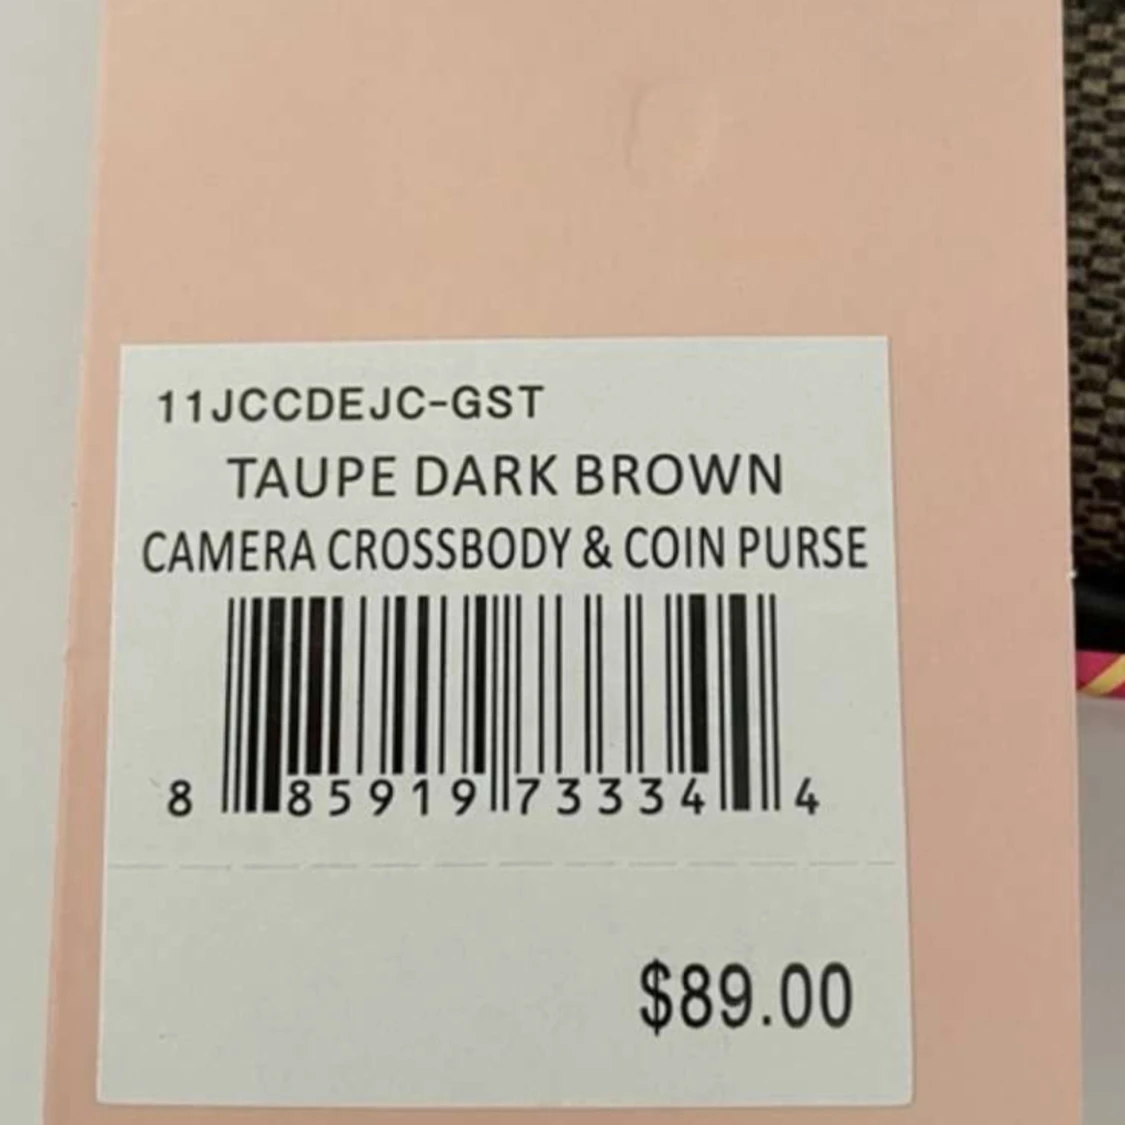 11JCCDEJC-GST
TAUPE DARK BROWN
CAMERA CROSSBODY & COIN PURSE
8 85919 73334 4
$89.00